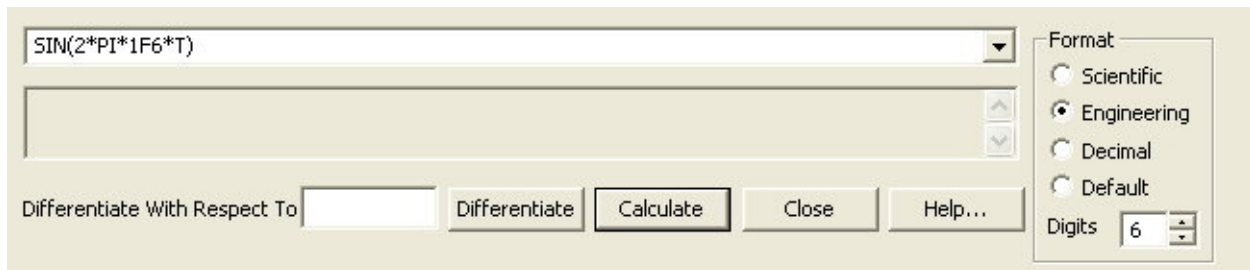 SIN(2*PI*1F6*T)
Format
Scientific
Engineering
Decimal
Default
Differentiate With Respect To Differentiate Calculate Close Help...
Digits 6